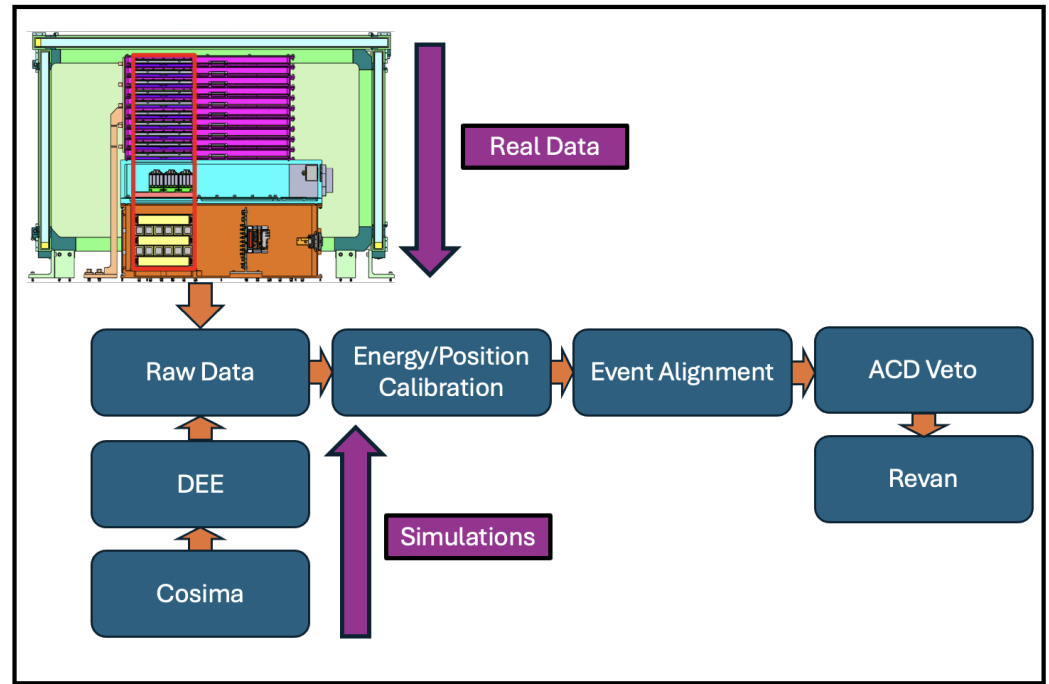 Real Data
Raw Data
Energy/Position
Calibration
Event Alignment
ACD Veto
DEE
Revan
Simulations
Cosima